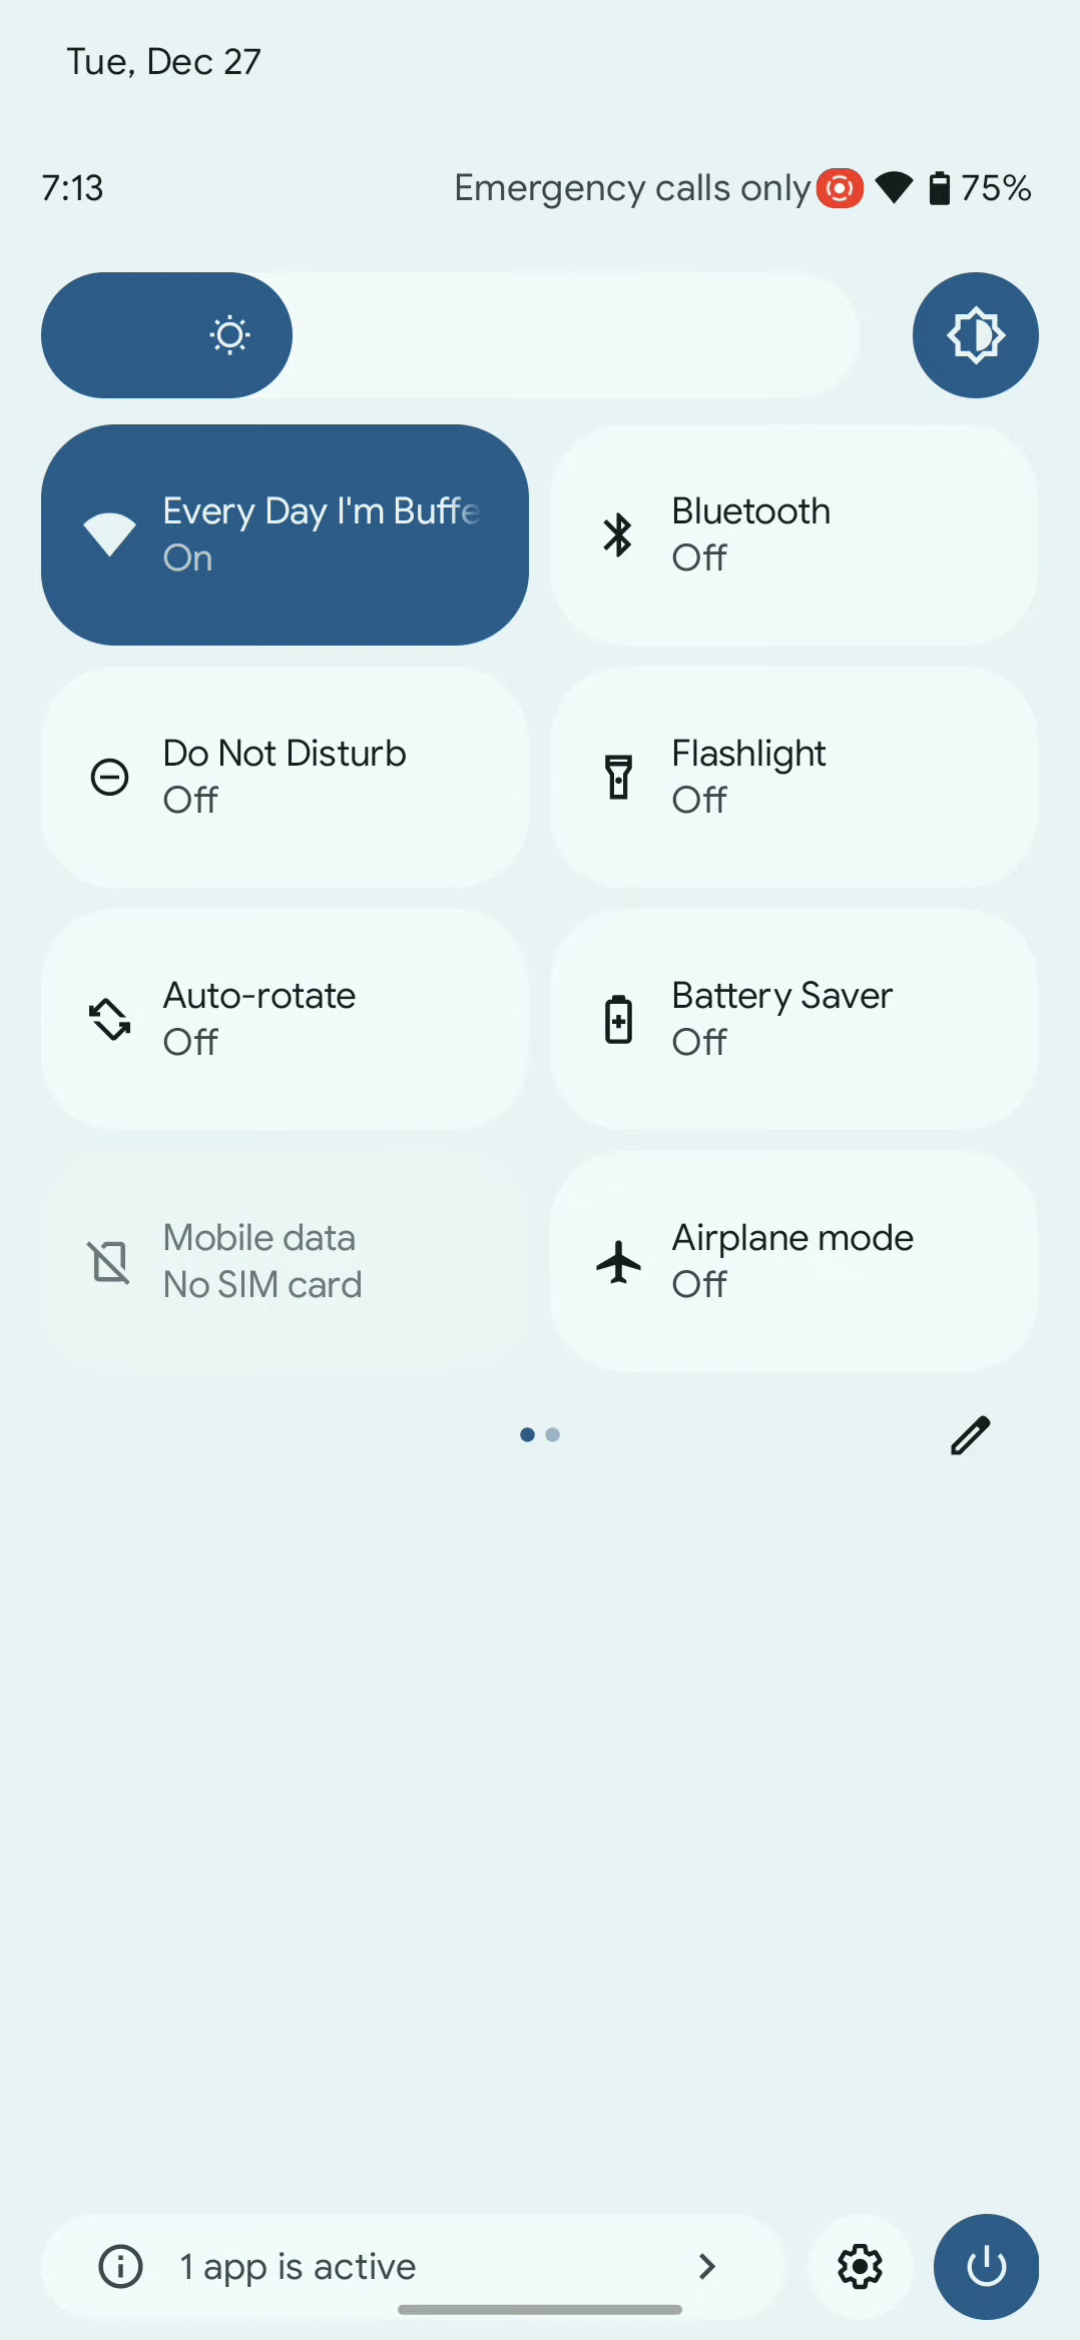 Tue, Dec 27
7:13 Emergency calls only 75%
Every Day I'm Buffe
On
Bluetooth
Off
Do Not Disturb
Off
Flashlight
Off
Auto-rotate
Off
Battery Saver
Off
Mobile data
No SIM card
Airplane mode
Off
1 app is active